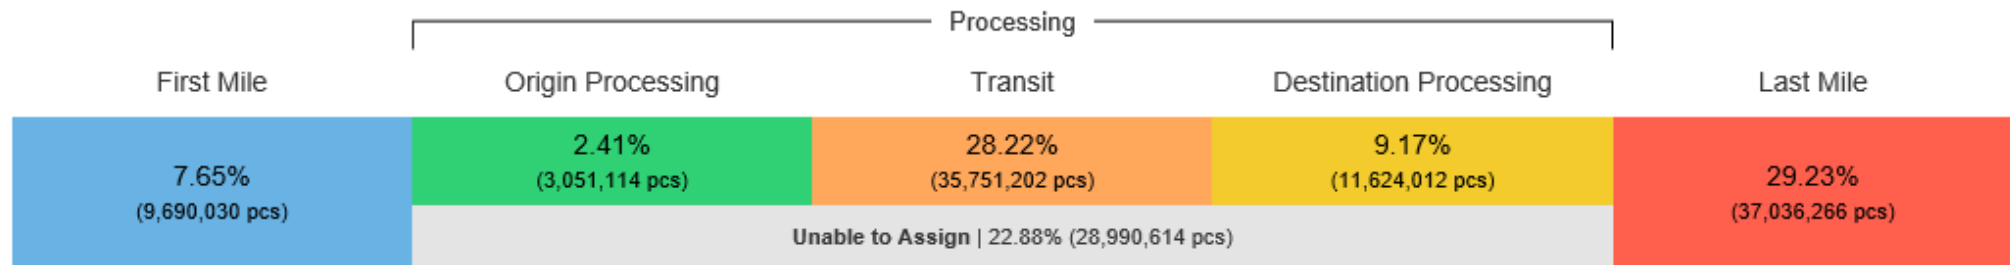 Processing
First Mile
Origin Processing
Transit
Destination Processing
Last Mile
7.65%
(9,690,030 pcs)
2.41%
(3,051,114 pcs)
28.22%
(35,751,202 pcs)
9.17%
(11,624,012 pcs)
29.23%
(37,036,266 pcs)
Unable to Assign | 22.88% (28,990,614 pcs)